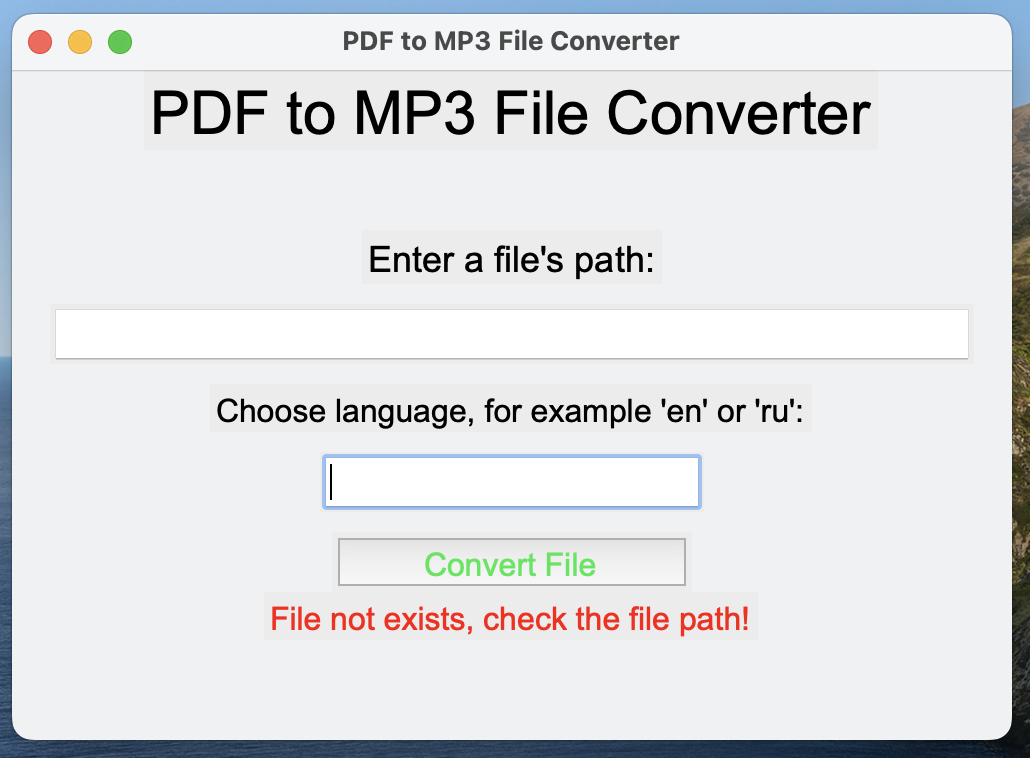 PDF to MP3 File Converter
PDF to MP3 File Converter
Enter a file's path:
Choose language, for example 'en' or 'ru':
Convert File
File not exists, check the file path!